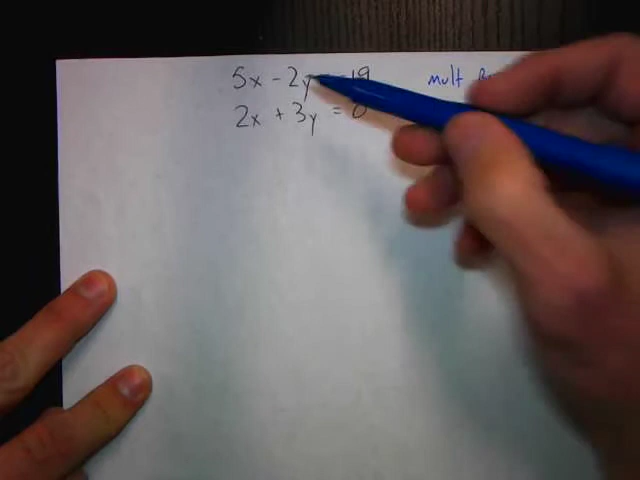 5x - 2y = 19 mult
2x + 3y = 0